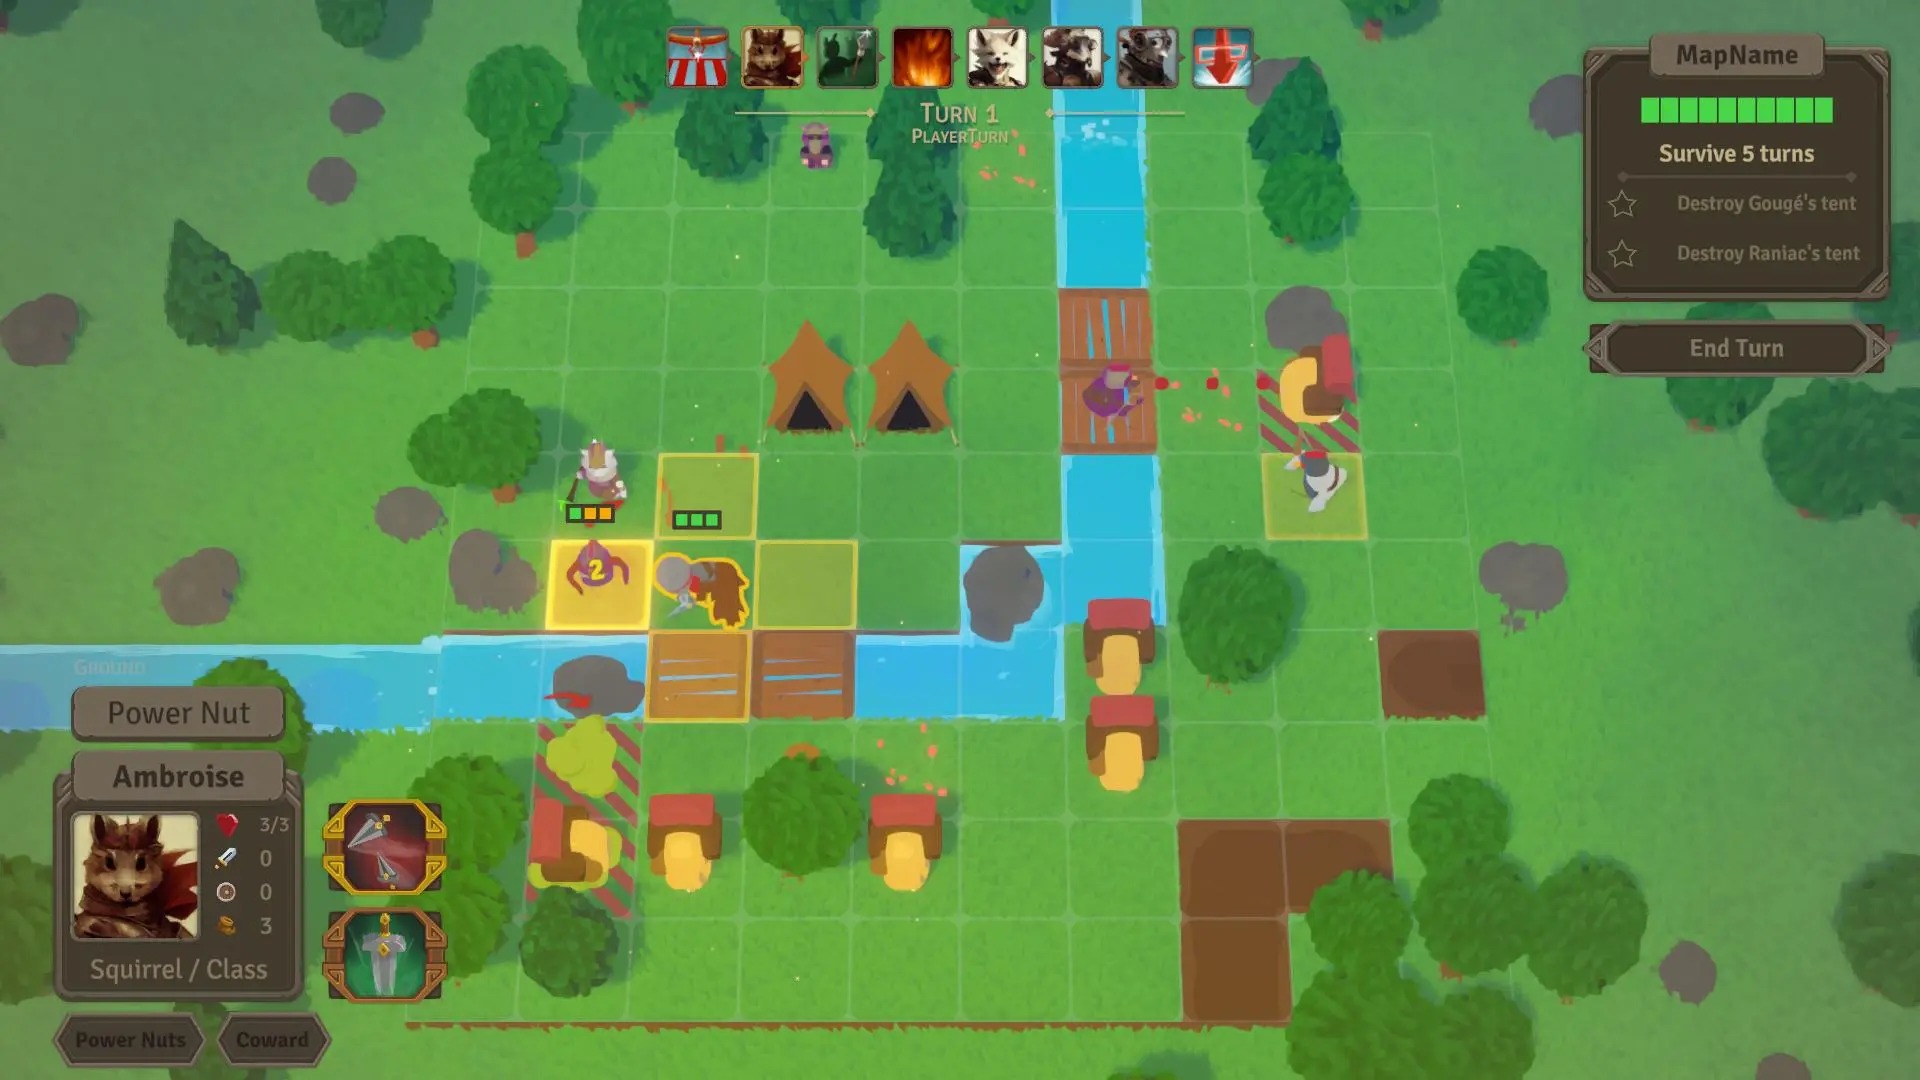 TURN 1
PLAYERTURN
MapName
Survive 5 turns
Destroy Gougé's tent
Destroy Raniac's tent
End Turn
2
GROUND
Power Nut
Ambroise
3/3
0
0
3
Squirrel / Class
Power Nuts
Coward